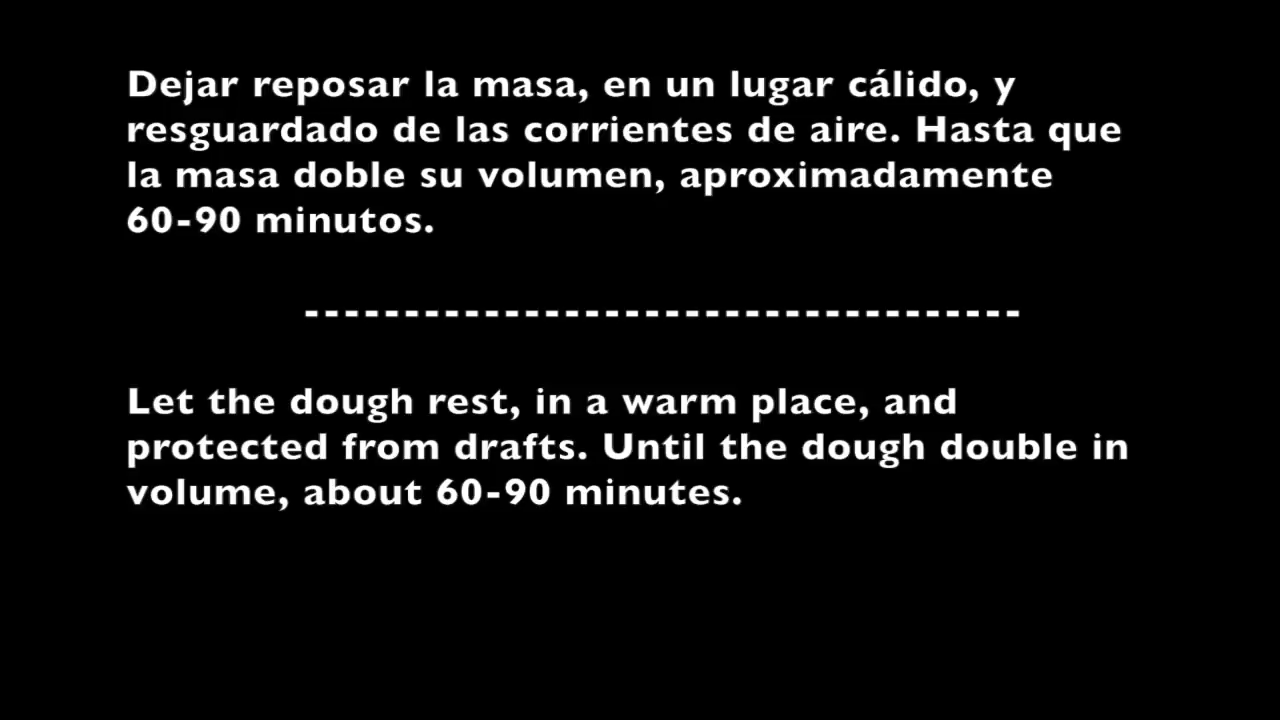 Dejar reposar la masa, en un lugar cálido, y
resguardado de las corrientes de aire. Hasta que
la masa doble su volumen, aproximadamente
60-90 minutos.
------------------------------------
Let the dough rest, in a warm place, and
protected from drafts. Until the dough double in
volume, about 60-90 minutes.